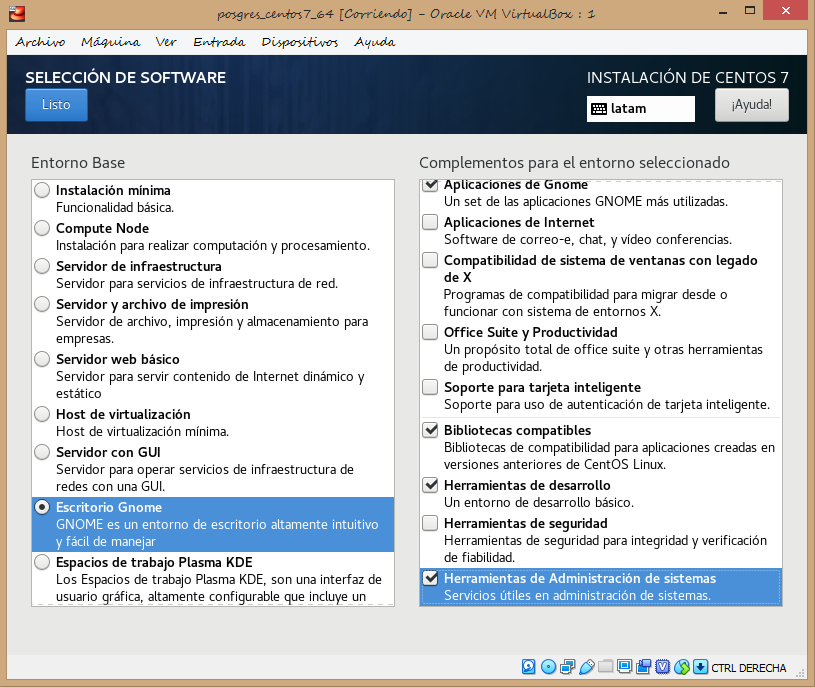 posgres_centos7_64 [Corriendo] - Oracle VM VirtualBox : 1
Archivo Máquina Ver Entrada Dispositivos Ayuda
SELECCIÓN DE SOFTWARE
INSTALACIÓN DE CENTOS 7
Listo
latam
¡Ayuda!
Entorno Base
Instalación mínima
Funcionalidad básica.
Compute Node
Instalación para realizar computación y procesamiento.
Servidor de infraestructura
Servidor para servicios de infraestructura de red.
Servidor y archivo de impresión
Servidor de archivo, impresión y almacenamiento para
empresas.
Servidor web básico
Servidor para servir contenido de Internet dinámico y
estático
Host de virtualización
Host de virtualización mínima.
Servidor con GUI
Servidor para operar servicios de infraestructura de
redes con una GUI.
Escritorio Gnome
GNOME es un entorno de escritorio altamente intuitivo
y fácil de manejar
Espacios de trabajo Plasma KDE
Los Espacios de trabajo Plasma KDE, son una interfaz de
usuario gráfica, altamente configurable que incluye un
Complementos para el entorno seleccionado
Aplicaciones de Gnome
Un set de las aplicaciones GNOME más utilizadas.
Aplicaciones de Internet
Software de correo-e, chat, y vídeo conferencias.
Compatibilidad de sistema de ventanas con legado
de X
Programas de compatibilidad para migrar desde o
funcionar con sistema de entornos X.
Office Suite y Productividad
Un propósito total de office suite y otras herramientas
de productividad.
Soporte para tarjeta inteligente
Soporte para uso de autenticación de tarjeta inteligente.
Bibliotecas compatibles
Bibliotecas de compatibilidad para aplicaciones creadas en
versiones anteriores de CentOS Linux.
Herramientas de desarrollo
Un entorno de desarrollo básico.
Herramientas de seguridad
Herramientas de seguridad para integridad y verificación
de fiabilidad.
Herramientas de Administración de sistemas
Servicios útiles en administración de sistemas.
CTRL DERECHA